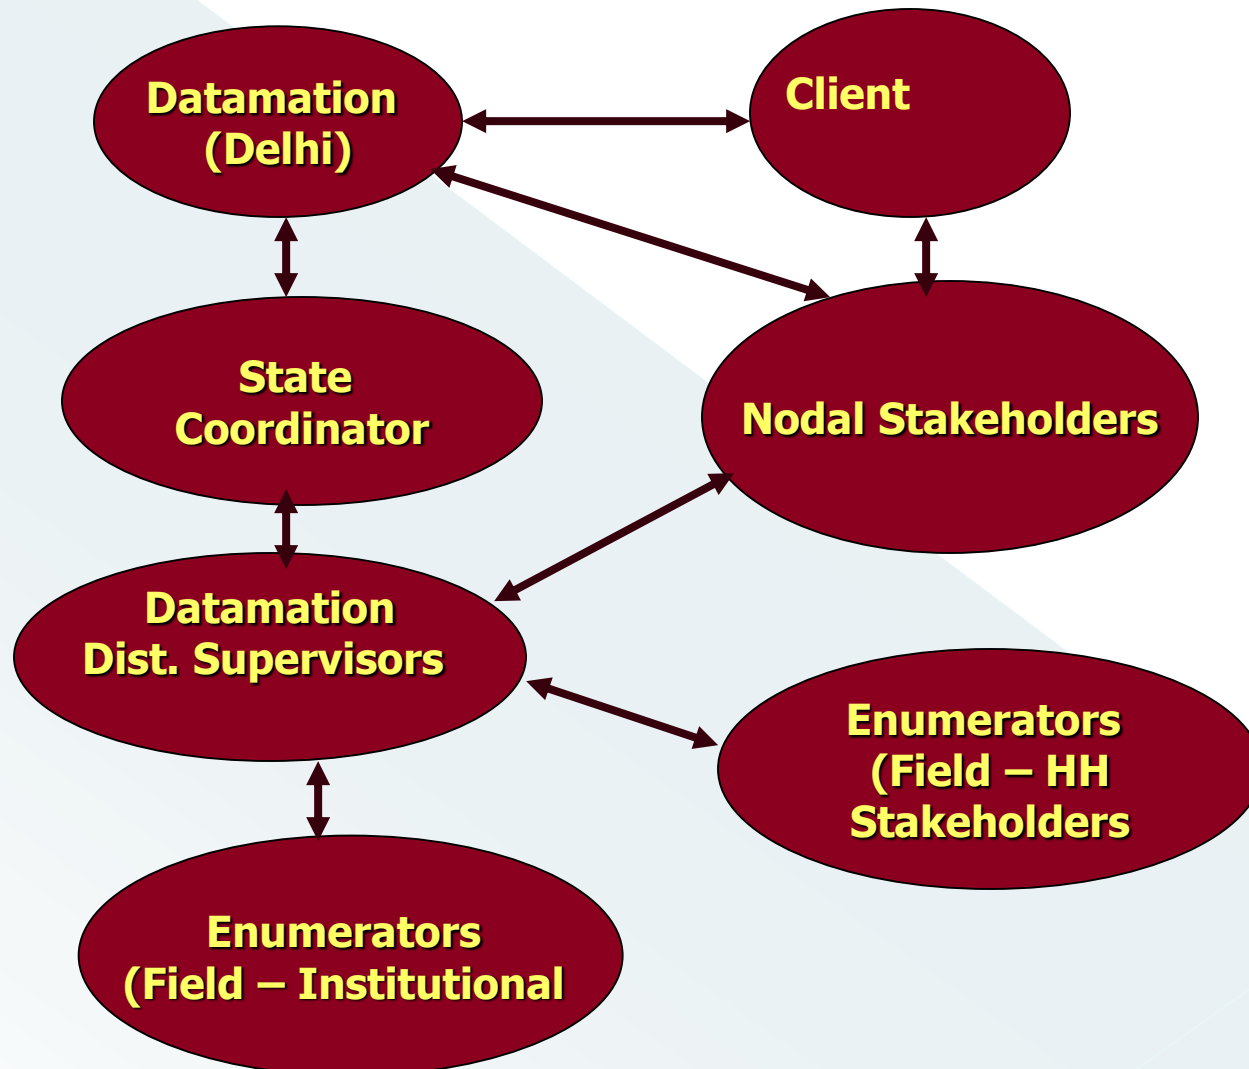 Datamation
(Delhi)
Client
State
Coordinator
Nodal Stakeholders
Datamation
Dist. Supervisors
Enumerators
(Field – HH
Stakeholders
Enumerators
(Field – Institutional